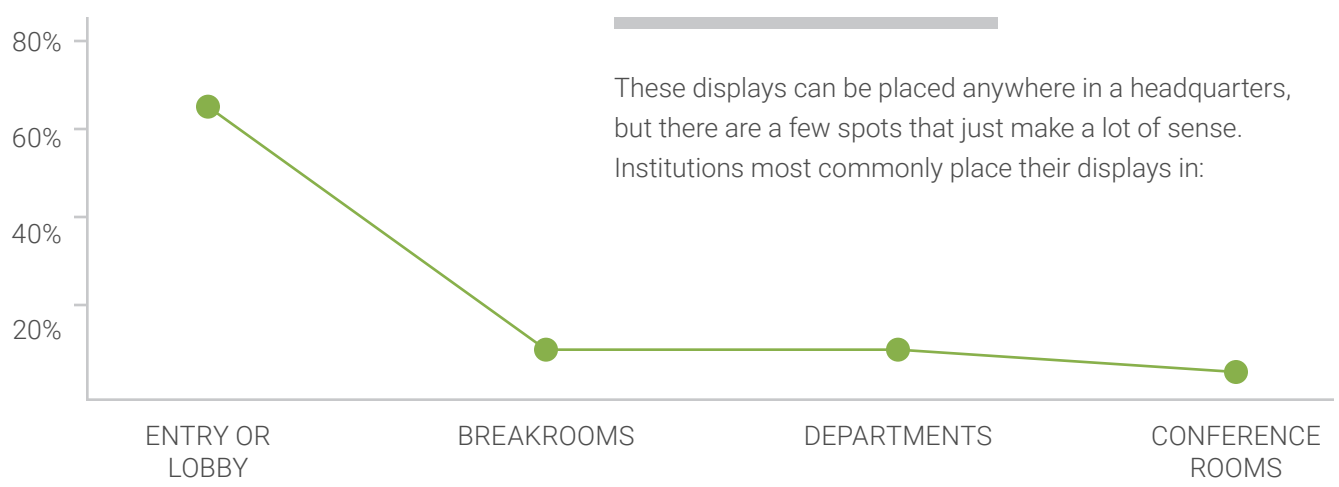 These displays can be placed anywhere in a headquarters,
but there are a few spots that just make a lot of sense.
Institutions most commonly place their displays in:
80%
60%
40%
20%
ENTRY OR
LOBBY
BREAKROOMS
DEPARTMENTS
CONFERENCE
ROOMS